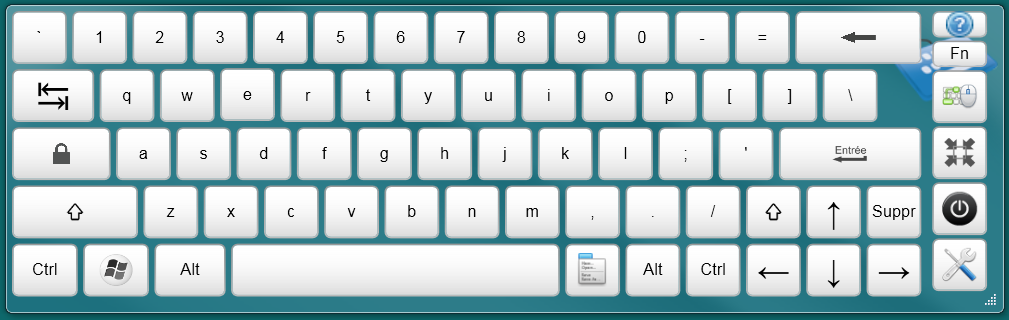 ` 1 2 3 4 5 6 7 8 9 0 - =
Fn
q w e r t y u i o p [ ] \
a s d f g h j k l ; ' Entrée
z x c v b n m , . / Suppr
Ctrl Alt Alt Ctrl